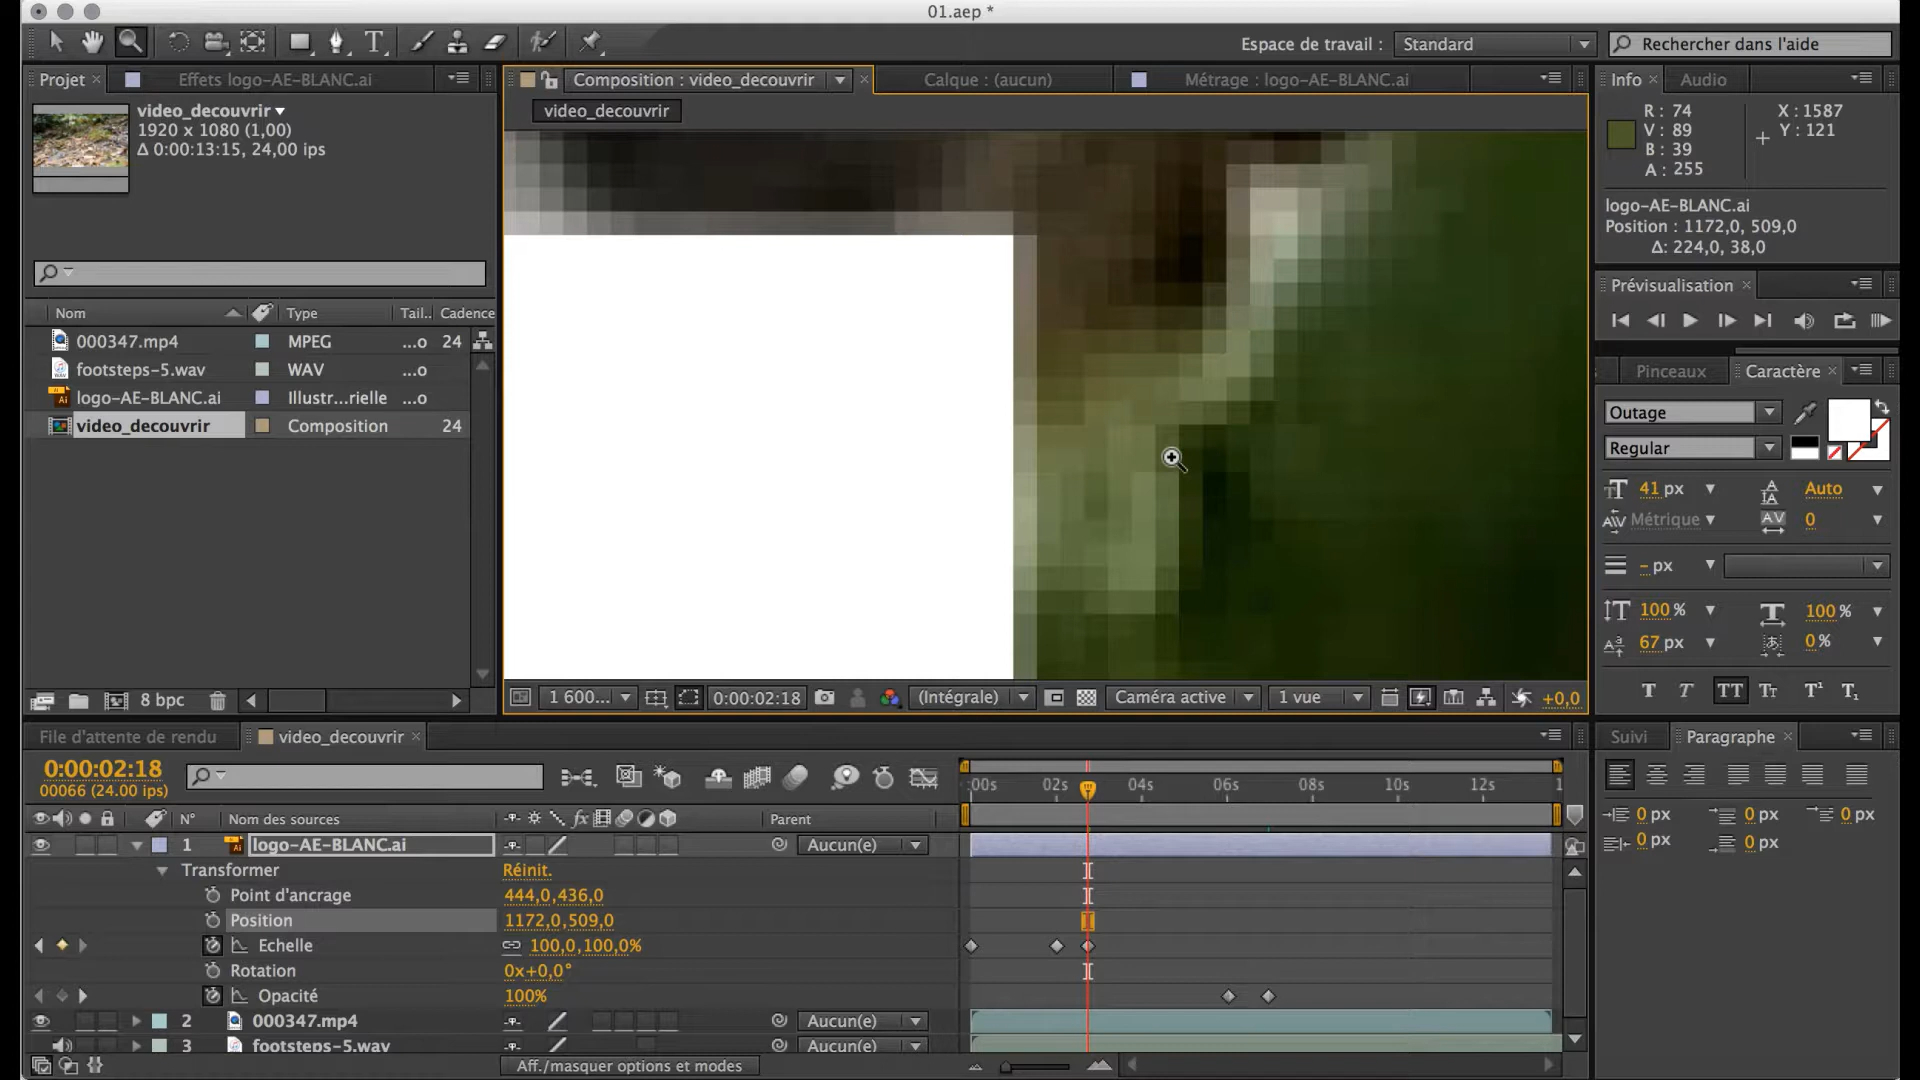 01.aep *
Espace de travail :
Standard
Rechercher dans l'aide
Projet
Effets logo-AE-BLANC.ai
Composition : video_decouvrir
Calque : (aucun)
Métrage : logo-AE-BLANC.ai
Info
Audio
video_decouvrir
1920 x 1080 (1,00)
Δ 0:00:13:15, 24,00 ips
video_decouvrir
R : 74
V : 89
B : 39
A : 255
X : 1587
Y : 121
logo-AE-BLANC.ai
Position : 1172,0, 509,0
Δ: 224,0, 38,0
Prévisualisation
Nom
Type
Tail..
Cadence
000347.mp4
MPEG
...o
24
footsteps-5.wav
WAV
...o
logo-AE-BLANC.ai
Illustr...rielle
...o
video_decouvrir
Composition
24
Pinceaux
Caractère
Outage
Regular
41 px
Auto
Métrique
0
- px
100 %
100 %
67 px
0 %
T T TT Tt T¹ T₁
8 bpc
1 600...
0:00:02:18
(Intégrale)
Caméra active
1 vue
+0,0
File d'attente de rendu
video_decouvrir
Suivi
Paragraphe
0:00:02:18
00066 (24.00 ips)
:00s 02s 04s 06s 08s 10s 12s 1
0 px
0 px
0 px
0 px
0 px
N° Nom des sources
Parent
1 logo-AE-BLANC.ai
Aucun(e)
Transformer
Réinit.
Point d'ancrage
444,0,436,0
Position
1172,0,509,0
Echelle
100,0,100,0%
Rotation
0x+0,0°
Opacité
100%
2 000347.mp4
Aucun(e)
3 footsteps-5.wav
Aucun(e)
Aff./masquer options et modes